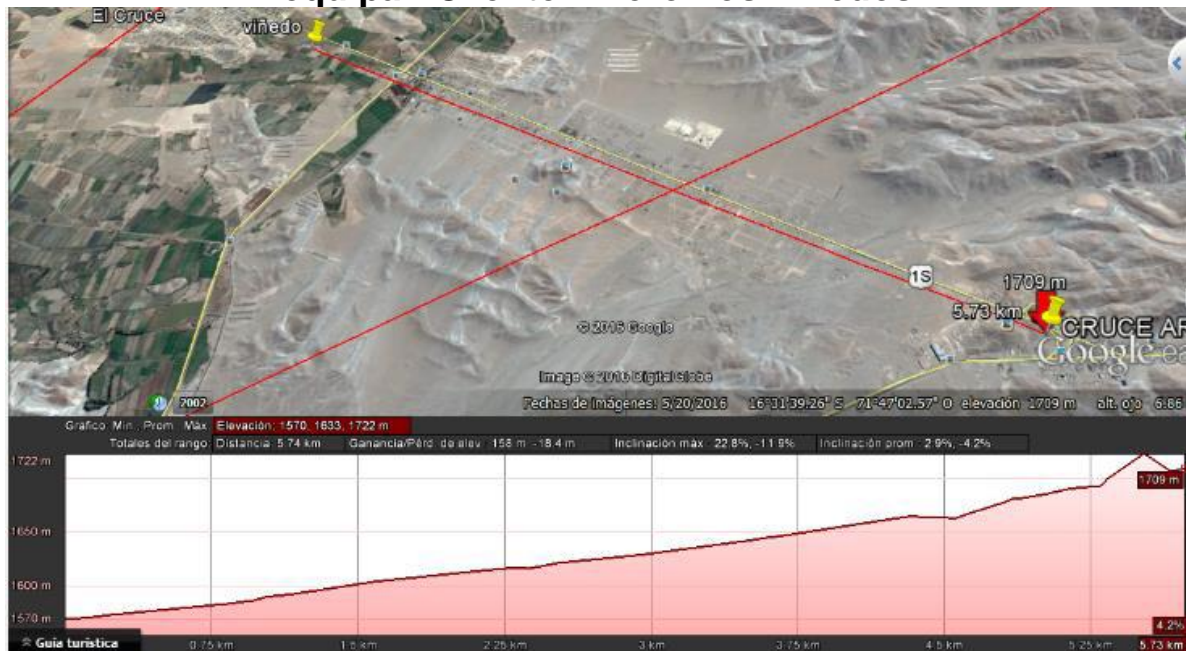 El Cruce
viñedo
1S
1709 m
5.73 km
CRUCE AR
© 2016 Google
Google ea
Image © 2016 DigitalGlobe
2002
Fechas de imágenes: 5/20/2016 16°31'39.26" S 71°47'02.57" O elevación 1709 m alt. ojo 6.86
Gráfico: Mín., Prom., Máx. Elevación: 1570, 1633, 1722 m
Totales del rango: Distancia: 5.74 km Ganancia/Pérd. de elev.: 158 m -18.4 m Inclinación máx.: 22.8%, -11.9% Inclinación prom.: 2.9%, -4.2%
1722 m
1709 m
1650 m
1600 m
1570 m
4.2%
Guía turística 0.75 km 1.5 km 2.25 km 3 km 3.75 km 4.5 km 5.25 km 5.73 km